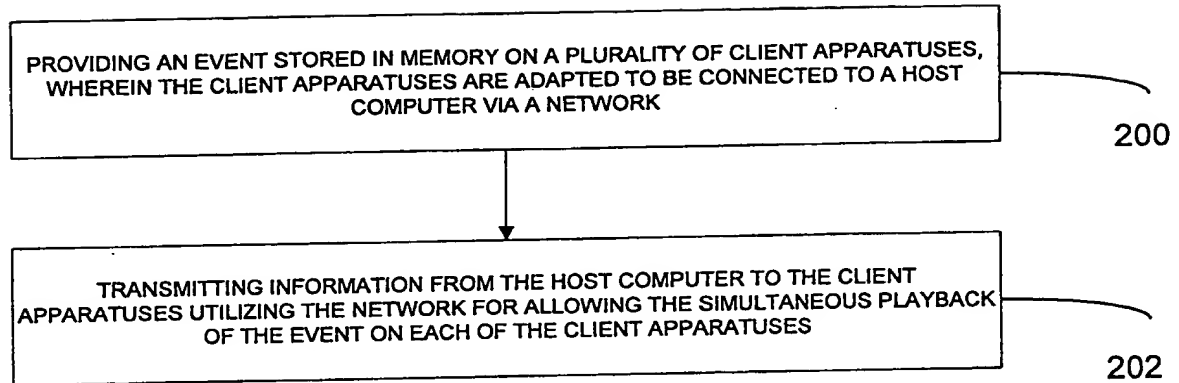 PROVIDING AN EVENT STORED IN MEMORY ON A PLURALITY OF CLIENT APPARATUSES,
WHEREIN THE CLIENT APPARATUSES ARE ADAPTED TO BE CONNECTED TO A HOST
COMPUTER VIA A NETWORK
200
TRANSMITTING INFORMATION FROM THE HOST COMPUTER TO THE CLIENT
APPARATUSES UTILIZING THE NETWORK FOR ALLOWING THE SIMULTANEOUS PLAYBACK
OF THE EVENT ON EACH OF THE CLIENT APPARATUSES
202